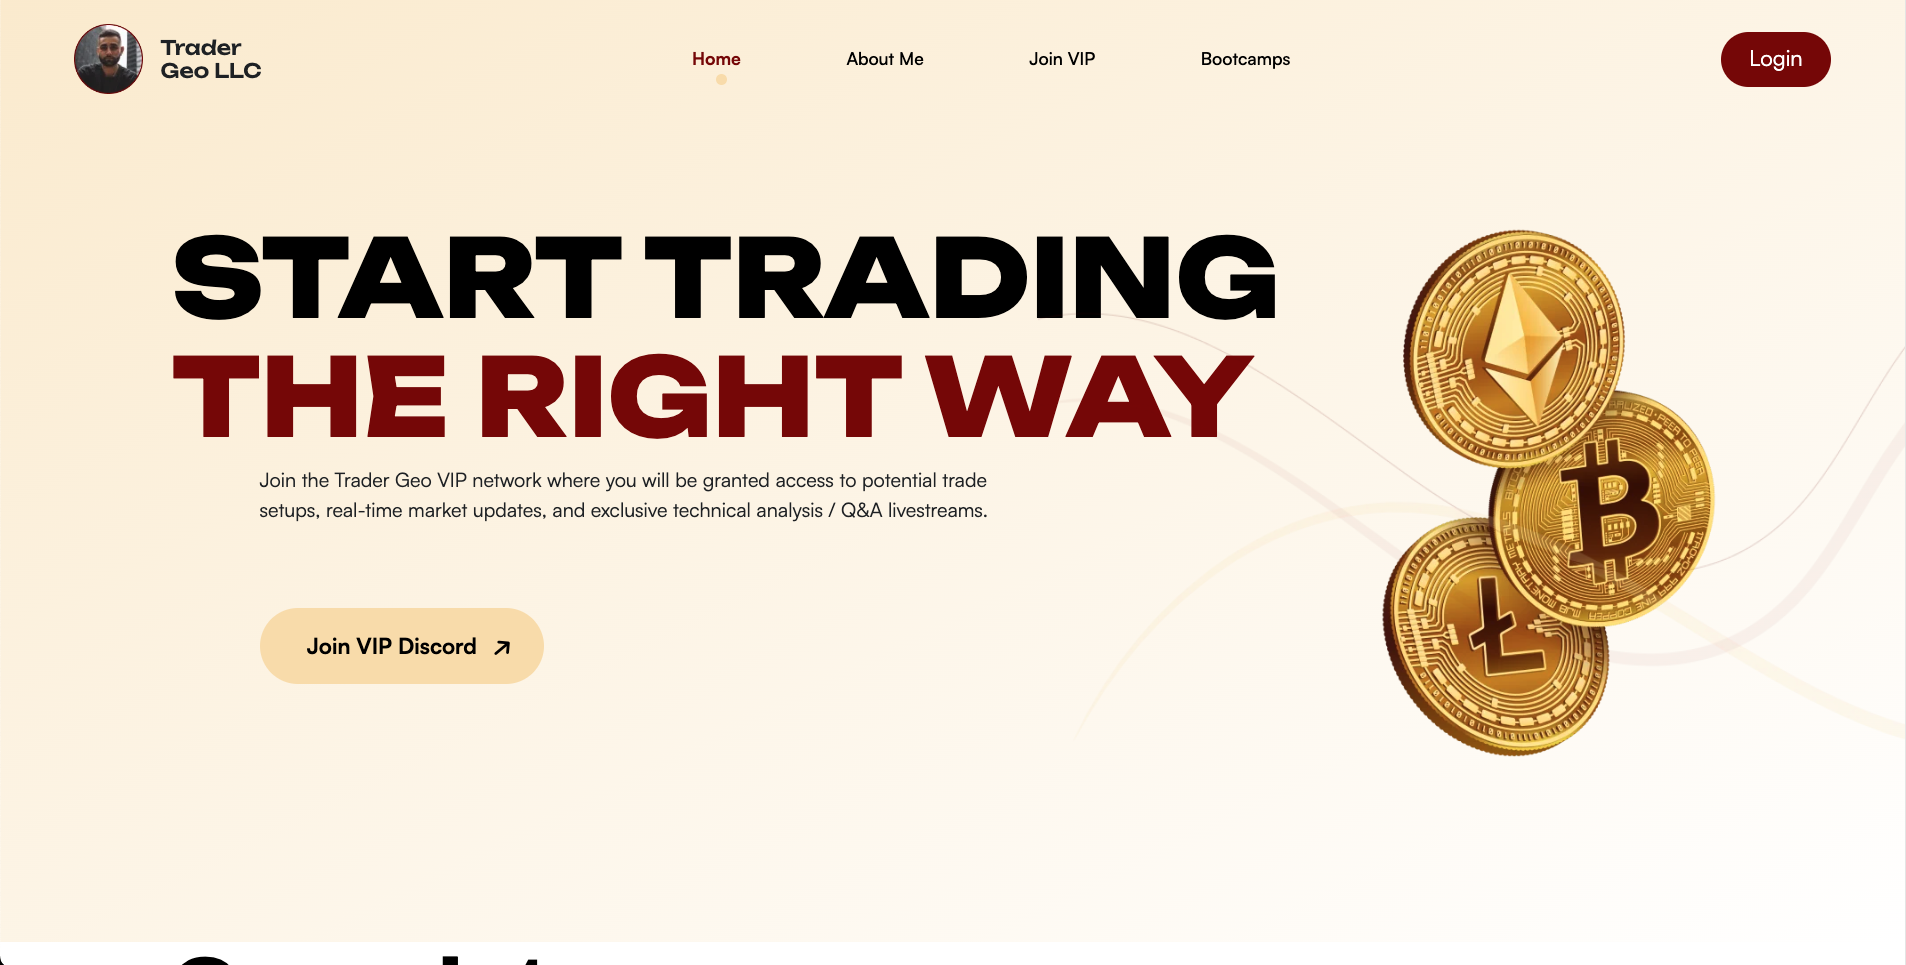 Trader
Geo LLC
Home
About Me
Join VIP
Bootcamps
Login
START TRADING
THE RIGHT WAY
Join the Trader Geo VIP network where you will be granted access to potential trade
setups, real-time market updates, and exclusive technical analysis / Q&A livestreams.
Join VIP Discord